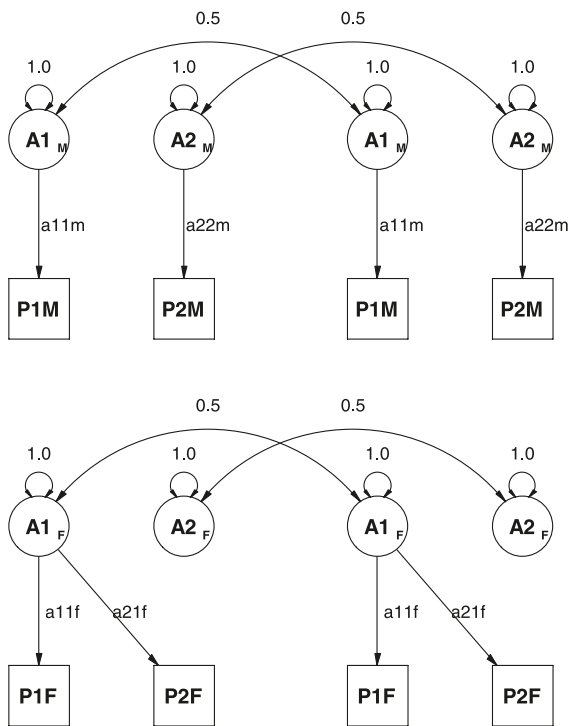 0.5 0.5
1.0 1.0 1.0 1.0
A1 M A2 M A1 M A2 M
a11m a22m a11m a22m
P1M P2M P1M P2M
0.5 0.5
1.0 1.0 1.0 1.0
A1 F A2 F A1 F A2 F
a11f a21f a11f a21f
P1F P2F P1F P2F